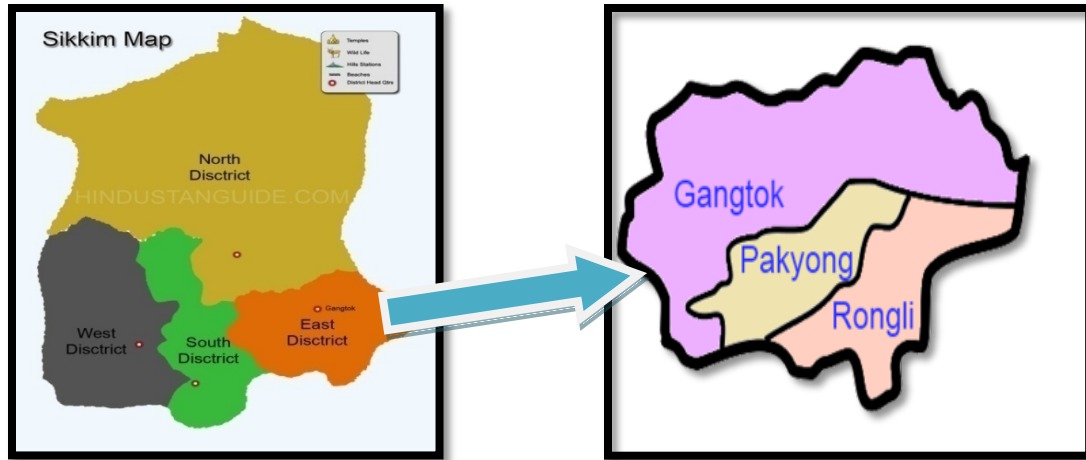 Sikkim Map
Temples
Wild Life
Hills Stations
Beaches
District Head Qtrs
North
Disctrict
HINDUSTANGUIDE.COM
Gangtok
East
Disctrict
West
Disctrict
South
Disctrict
Gangtok
Pakyong
Rongli